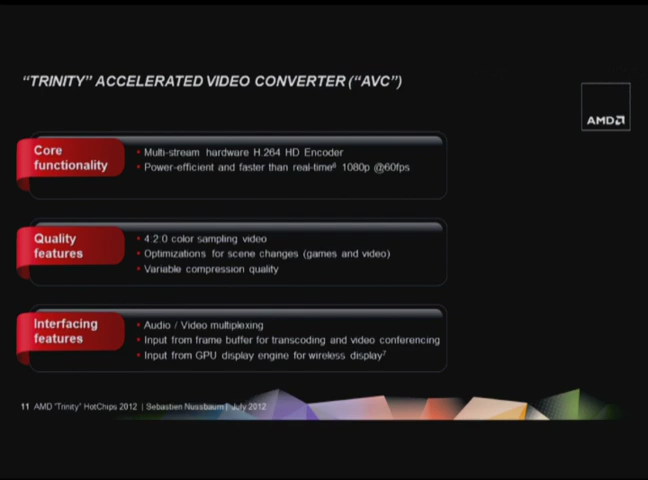 “TRINITY” ACCELERATED VIDEO CONVERTER (“AVC”)
AMD
Core
functionality
Multi-stream hardware H.264 HD Encoder
Power-efficient and faster than real-time⁶ 1080p @60fps
Quality
features
4:2:0 color sampling video
Optimizations for scene changes (games and video)
Variable compression quality
Interfacing
features
Audio / Video multiplexing
Input from frame buffer for transcoding and video conferencing
Input from GPU display engine for wireless display⁷
11 AMD “Trinity” HotChips 2012 | Sebastien Nussbaum | July 2012